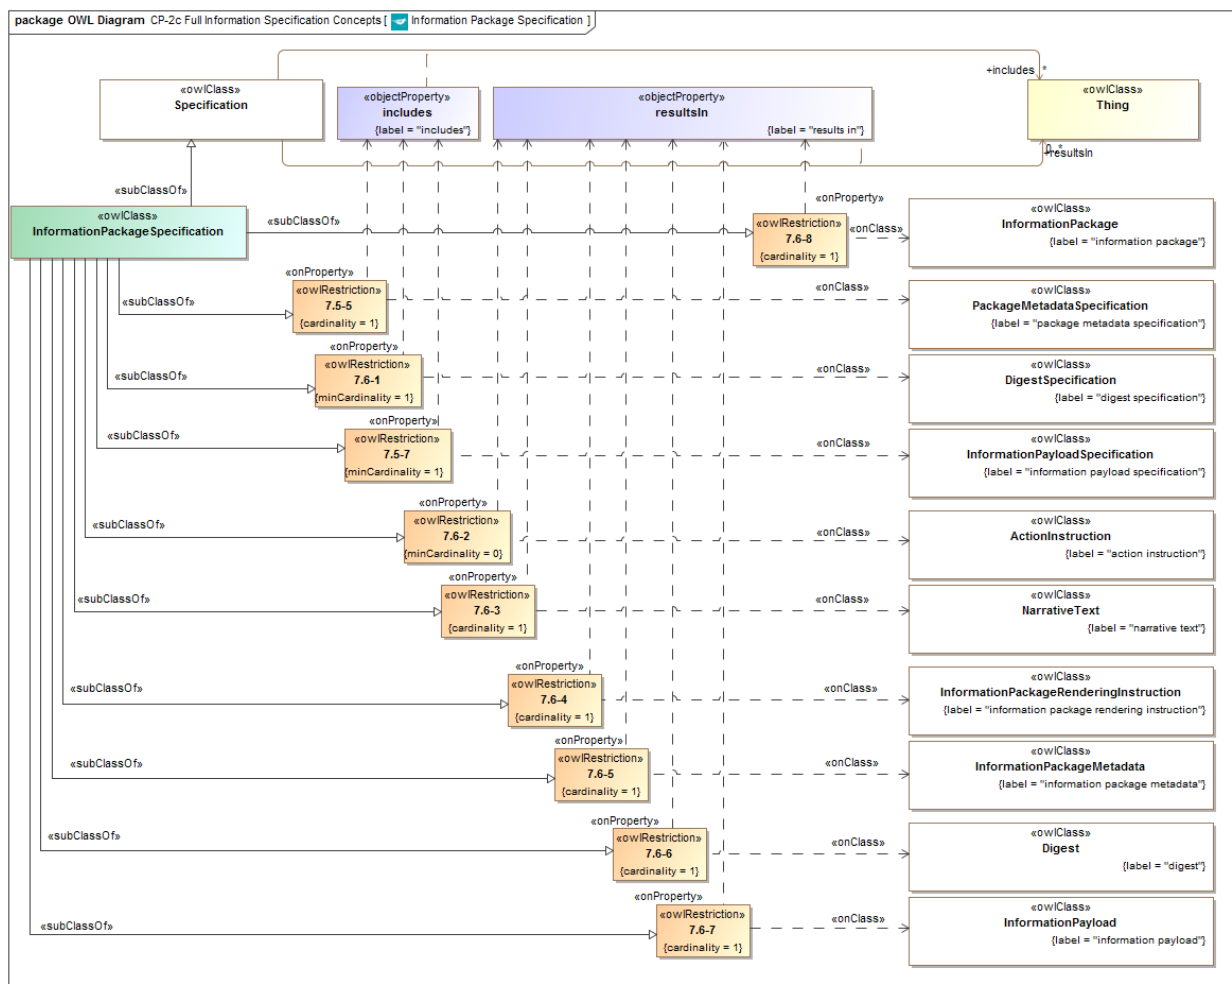 package OWL Diagram CP-2c Full Information Specification Concepts [ Information Package Specification ]
«owlClass»
Specification
«objectProperty»
includes
{label = "includes"}
«objectProperty»
resultsIn
{label = "results in"}
+includes *
«owlClass»
Thing
+resultsIn
«subClassOf»
«owlClass»
InformationPackageSpecification
«subClassOf»
«onProperty»
«owlRestriction»
7.6-8
{cardinality = 1}
«onClass»
«owlClass»
InformationPackage
{label = "information package"}
«subClassOf»
«onProperty»
«owlRestriction»
7.5-5
{cardinality = 1}
«onClass»
«owlClass»
PackageMetadataSpecification
{label = "package metadata specification"}
«subClassOf»
«onProperty»
«owlRestriction»
7.6-1
{minCardinality = 1}
«onClass»
«owlClass»
DigestSpecification
{label = "digest specification"}
«subClassOf»
«onProperty»
«owlRestriction»
7.5-7
{minCardinality = 1}
«onClass»
«owlClass»
InformationPayloadSpecification
{label = "information payload specification"}
«subClassOf»
«onProperty»
«owlRestriction»
7.6-2
{minCardinality = 0}
«onClass»
«owlClass»
ActionInstruction
{label = "action instruction"}
«subClassOf»
«onProperty»
«owlRestriction»
7.6-3
{cardinality = 1}
«onClass»
«owlClass»
NarrativeText
{label = "narrative text"}
«subClassOf»
«onProperty»
«owlRestriction»
7.6-4
{cardinality = 1}
«onClass»
«owlClass»
InformationPackageRenderingInstruction
{label = "information package rendering instruction"}
«subClassOf»
«onProperty»
«owlRestriction»
7.6-5
{cardinality = 1}
«onClass»
«owlClass»
InformationPackageMetadata
{label = "information package metadata"}
«subClassOf»
«onProperty»
«owlRestriction»
7.6-6
{cardinality = 1}
«onClass»
«owlClass»
Digest
{label = "digest"}
«subClassOf»
«onProperty»
«owlRestriction»
7.6-7
{cardinality = 1}
«onClass»
«owlClass»
InformationPayload
{label = "information payload"}